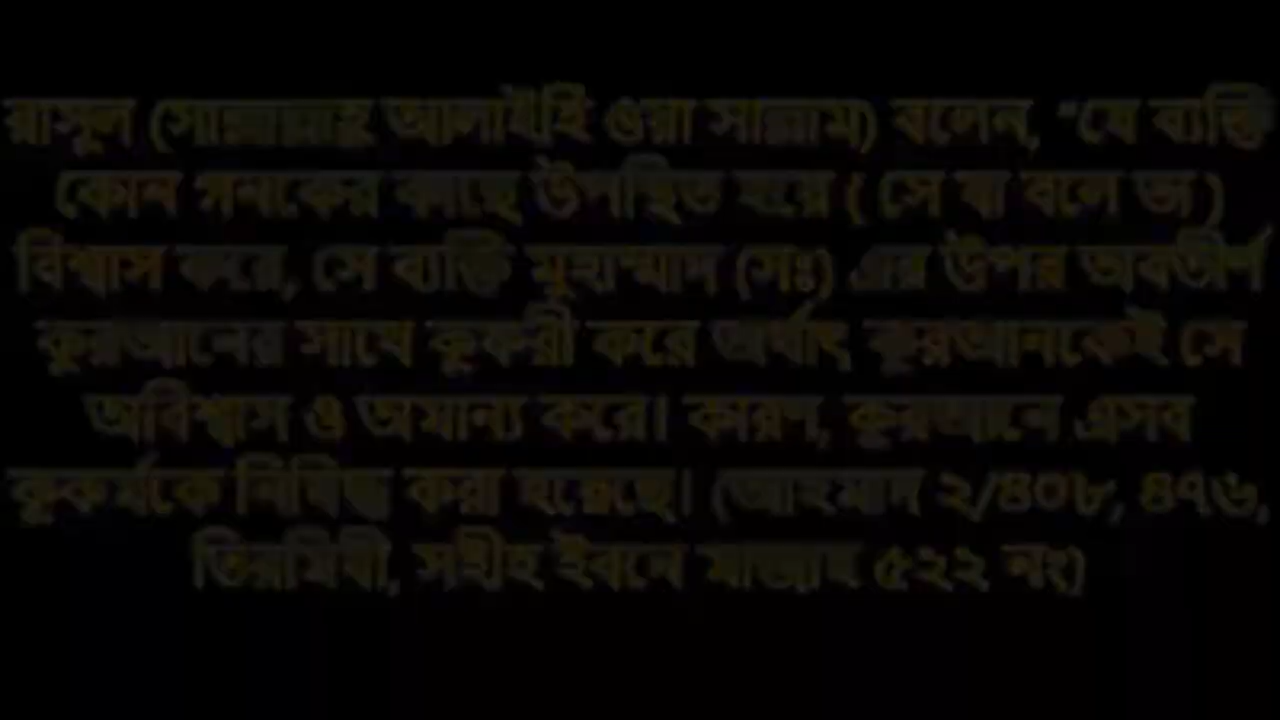 রাসূল (সাল্লাল্লাহু আলাইহি ওয়া সাল্লাম) বলেন, “যে ব্যক্তি
কোন গনকের কাছে উপস্থিত হয়ে ( সে যা বলে তা )
বিশ্বাস করে, সে ব্যক্তি মুহাম্মাদ (সঃ) এর উপর অবতীর্ণ
কুরআনের সাথে কুফরী করে অর্থাৎ কুরআনকেই সে
অবিশ্বাস ও অমান্য করে। কারণ, কুরআনে এসব
কুকর্মকে নিষিদ্ধ করা হয়েছে। (আহমাদ ২/৪০৮, ৪৭৬,
তিরমিযী, সহীহ ইবনে মাজাহ ৫২২ নং)